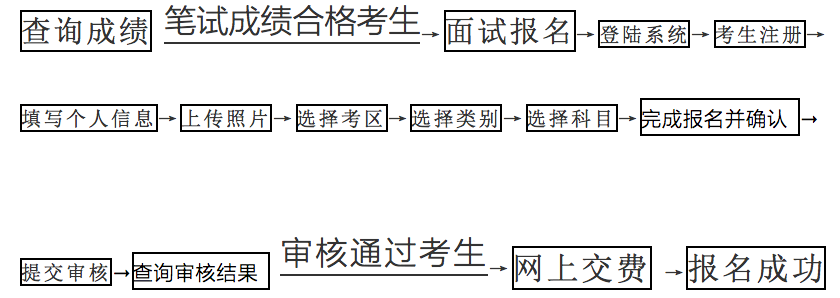 查询成绩 笔试成绩合格考生→面试报名→登陆系统→考生注册→
填写个人信息→上传照片→选择考区→选择类别→选择科目→完成报名并确认→
提交审核→查询审核结果 审核通过考生→网上交费→报名成功